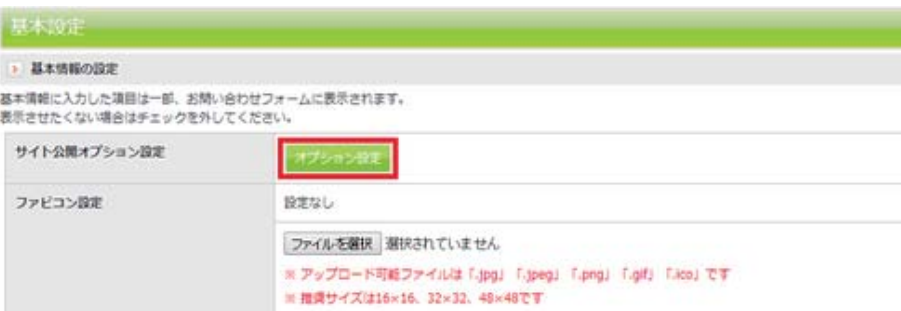 基本設定
基本情報の設定
基本情報に入力した項目は一部、お問い合わせフォームに表示されます。
表示させたくない場合はチェックを外してください。
サイト公開オプション設定
オプション設定
ファビコン設定
設定なし
ファイルを選択 選択されていません
※ アップロード可能ファイルは「.jpg」「.jpeg」「.png」「.gif」「.ico」です
※ 推奨サイズは16×16、32×32、48×48です